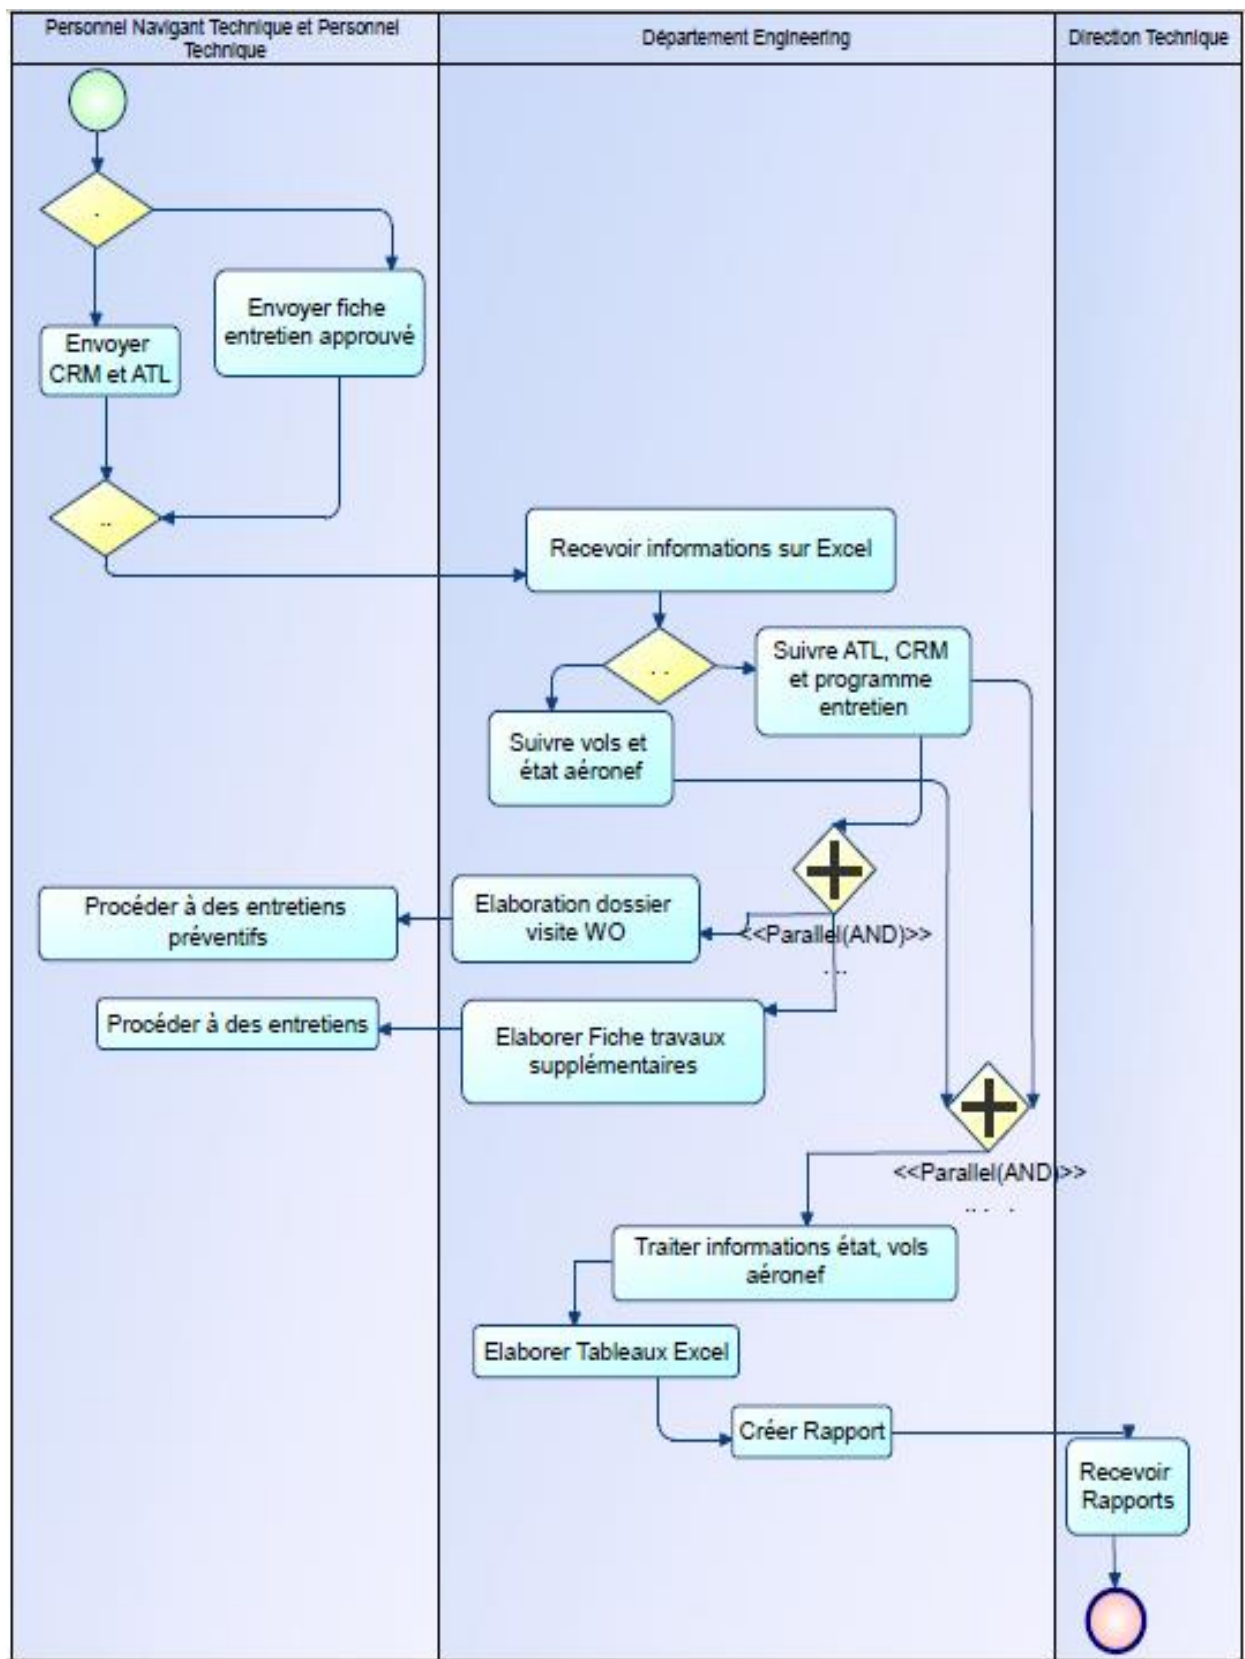 Personnel Navigant Technique et Personnel
Technique
Département Engineering
Direction Technique
.
Envoyer fiche
entretien approuvé
Envoyer
CRM et ATL
..
Recevoir informations sur Excel
. .
Suivre ATL, CRM
et programme
entretien
Suivre vols et
état aéronef
Procéder à des entretiens
préventifs
Elaboration dossier
visite WO
<<Parallel(AND)>>
...
Procéder à des entretiens
Elaborer Fiche travaux
supplémentaires
<<Parallel(AND)>>
.. . .
Traiter informations état, vols
aéronef
Elaborer Tableaux Excel
Créer Rapport
Recevoir
Rapports